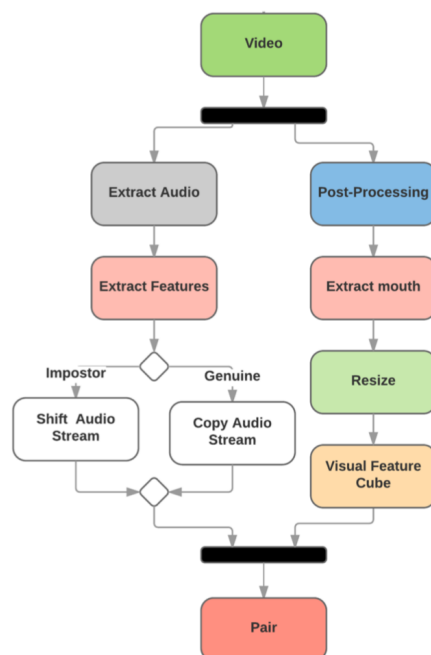 Video
Extract Audio
Post-Processing
Extract Features
Extract mouth
Impostor
Genuine
Resize
Shift Audio
Stream
Copy Audio
Stream
Visual Feature
Cube
Pair